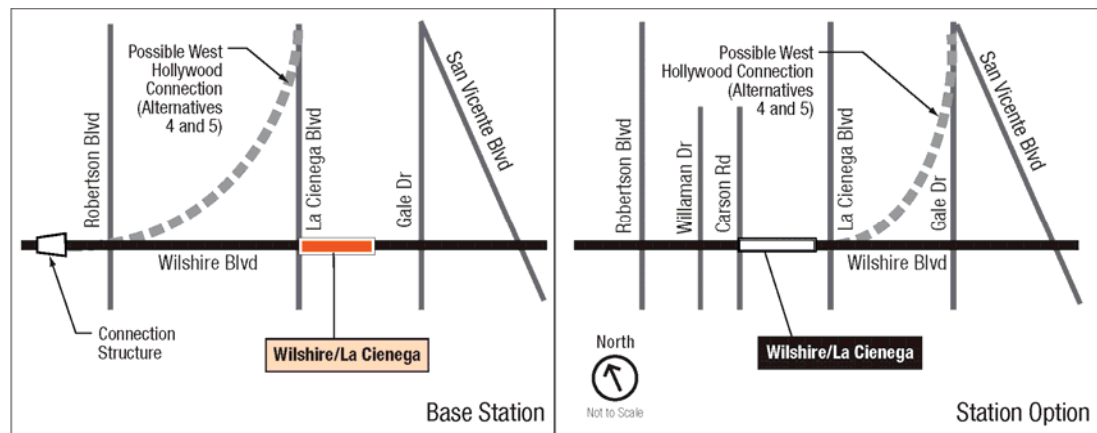 Possible West
Hollywood
Connection
(Alternatives
4 and 5)
Robertson Blvd
La Cienega Blvd
Gale Dr
San Vicente Blvd
Wilshire Blvd
Connection
Structure
Wilshire/La Cienega
Base Station
Possible West
Hollywood Connection
(Alternatives
4 and 5)
Robertson Blvd
Willaman Dr
Carson Rd
La Cienega Blvd
Gale Dr
San Vicente Blvd
Wilshire Blvd
North
Not to Scale
Wilshire/La Cienega
Station Option